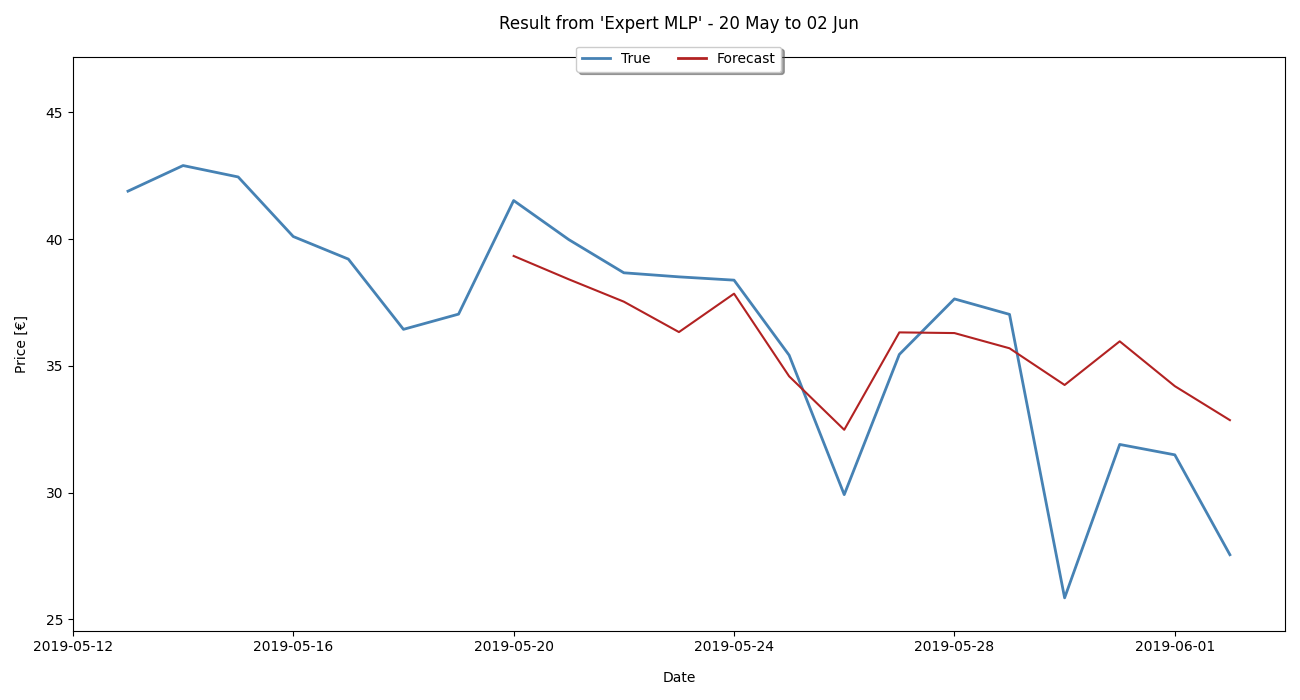 Result from 'Expert MLP' - 20 May to 02 Jun
True Forecast
45
40
35
30
25
Price [€]
2019-05-12 2019-05-16 2019-05-20 2019-05-24 2019-05-28 2019-06-01
Date